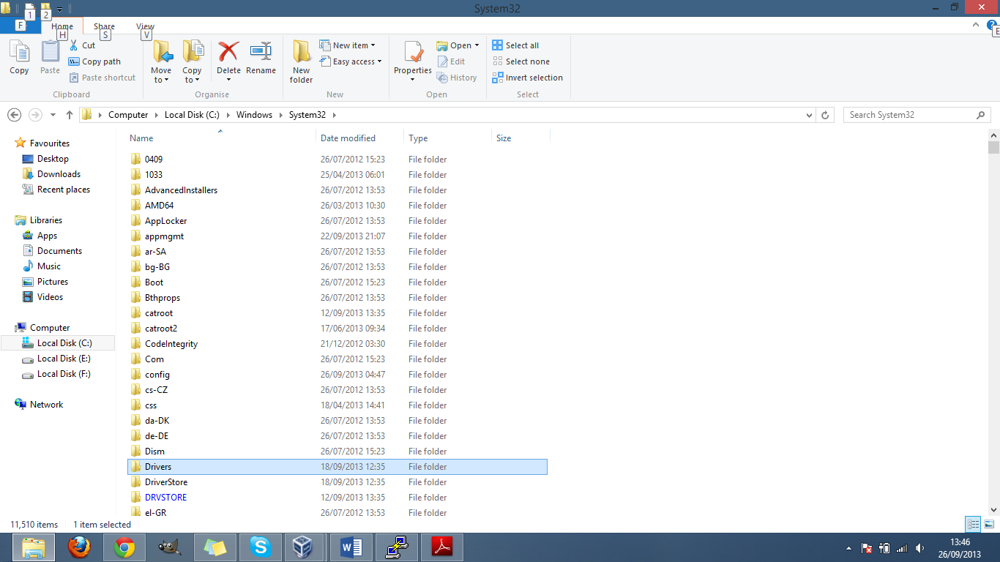 System32
1 2
F Home Share View
H S V E
Copy
Paste
Cut
Copy path
Paste shortcut
Clipboard
Move to
Copy to
Delete
Rename
Organise
New folder
New item
Easy access
New
Properties
Open
Edit
History
Open
Select all
Select none
Invert selection
Select
Computer Local Disk (C:) Windows System32
Search System32
Favourites
Desktop
Downloads
Recent places
Libraries
Apps
Documents
Music
Pictures
Videos
Computer
Local Disk (C:)
Local Disk (E:)
Local Disk (F:)
Network
Name Date modified Type Size
0409 26/07/2012 15:23 File folder
1033 25/04/2013 06:01 File folder
AdvancedInstallers 26/07/2012 13:53 File folder
AMD64 26/03/2013 10:30 File folder
AppLocker 26/07/2012 13:53 File folder
appmgmt 22/09/2013 21:07 File folder
ar-SA 26/07/2012 13:53 File folder
bg-BG 26/07/2012 13:53 File folder
Boot 26/07/2012 15:23 File folder
Bthprops 26/07/2012 13:53 File folder
catroot 12/09/2013 13:35 File folder
catroot2 17/06/2013 09:34 File folder
CodeIntegrity 21/12/2012 03:30 File folder
Com 26/07/2012 15:23 File folder
config 26/09/2013 04:47 File folder
cs-CZ 26/07/2012 13:53 File folder
css 18/04/2013 14:41 File folder
da-DK 26/07/2012 13:53 File folder
de-DE 26/07/2012 13:53 File folder
Dism 26/07/2012 15:23 File folder
Drivers 18/09/2013 12:35 File folder
DriverStore 18/09/2013 12:35 File folder
DRVSTORE 12/09/2013 13:35 File folder
el-GR 26/07/2012 13:53 File folder
11,510 items 1 item selected
13:46
26/09/2013